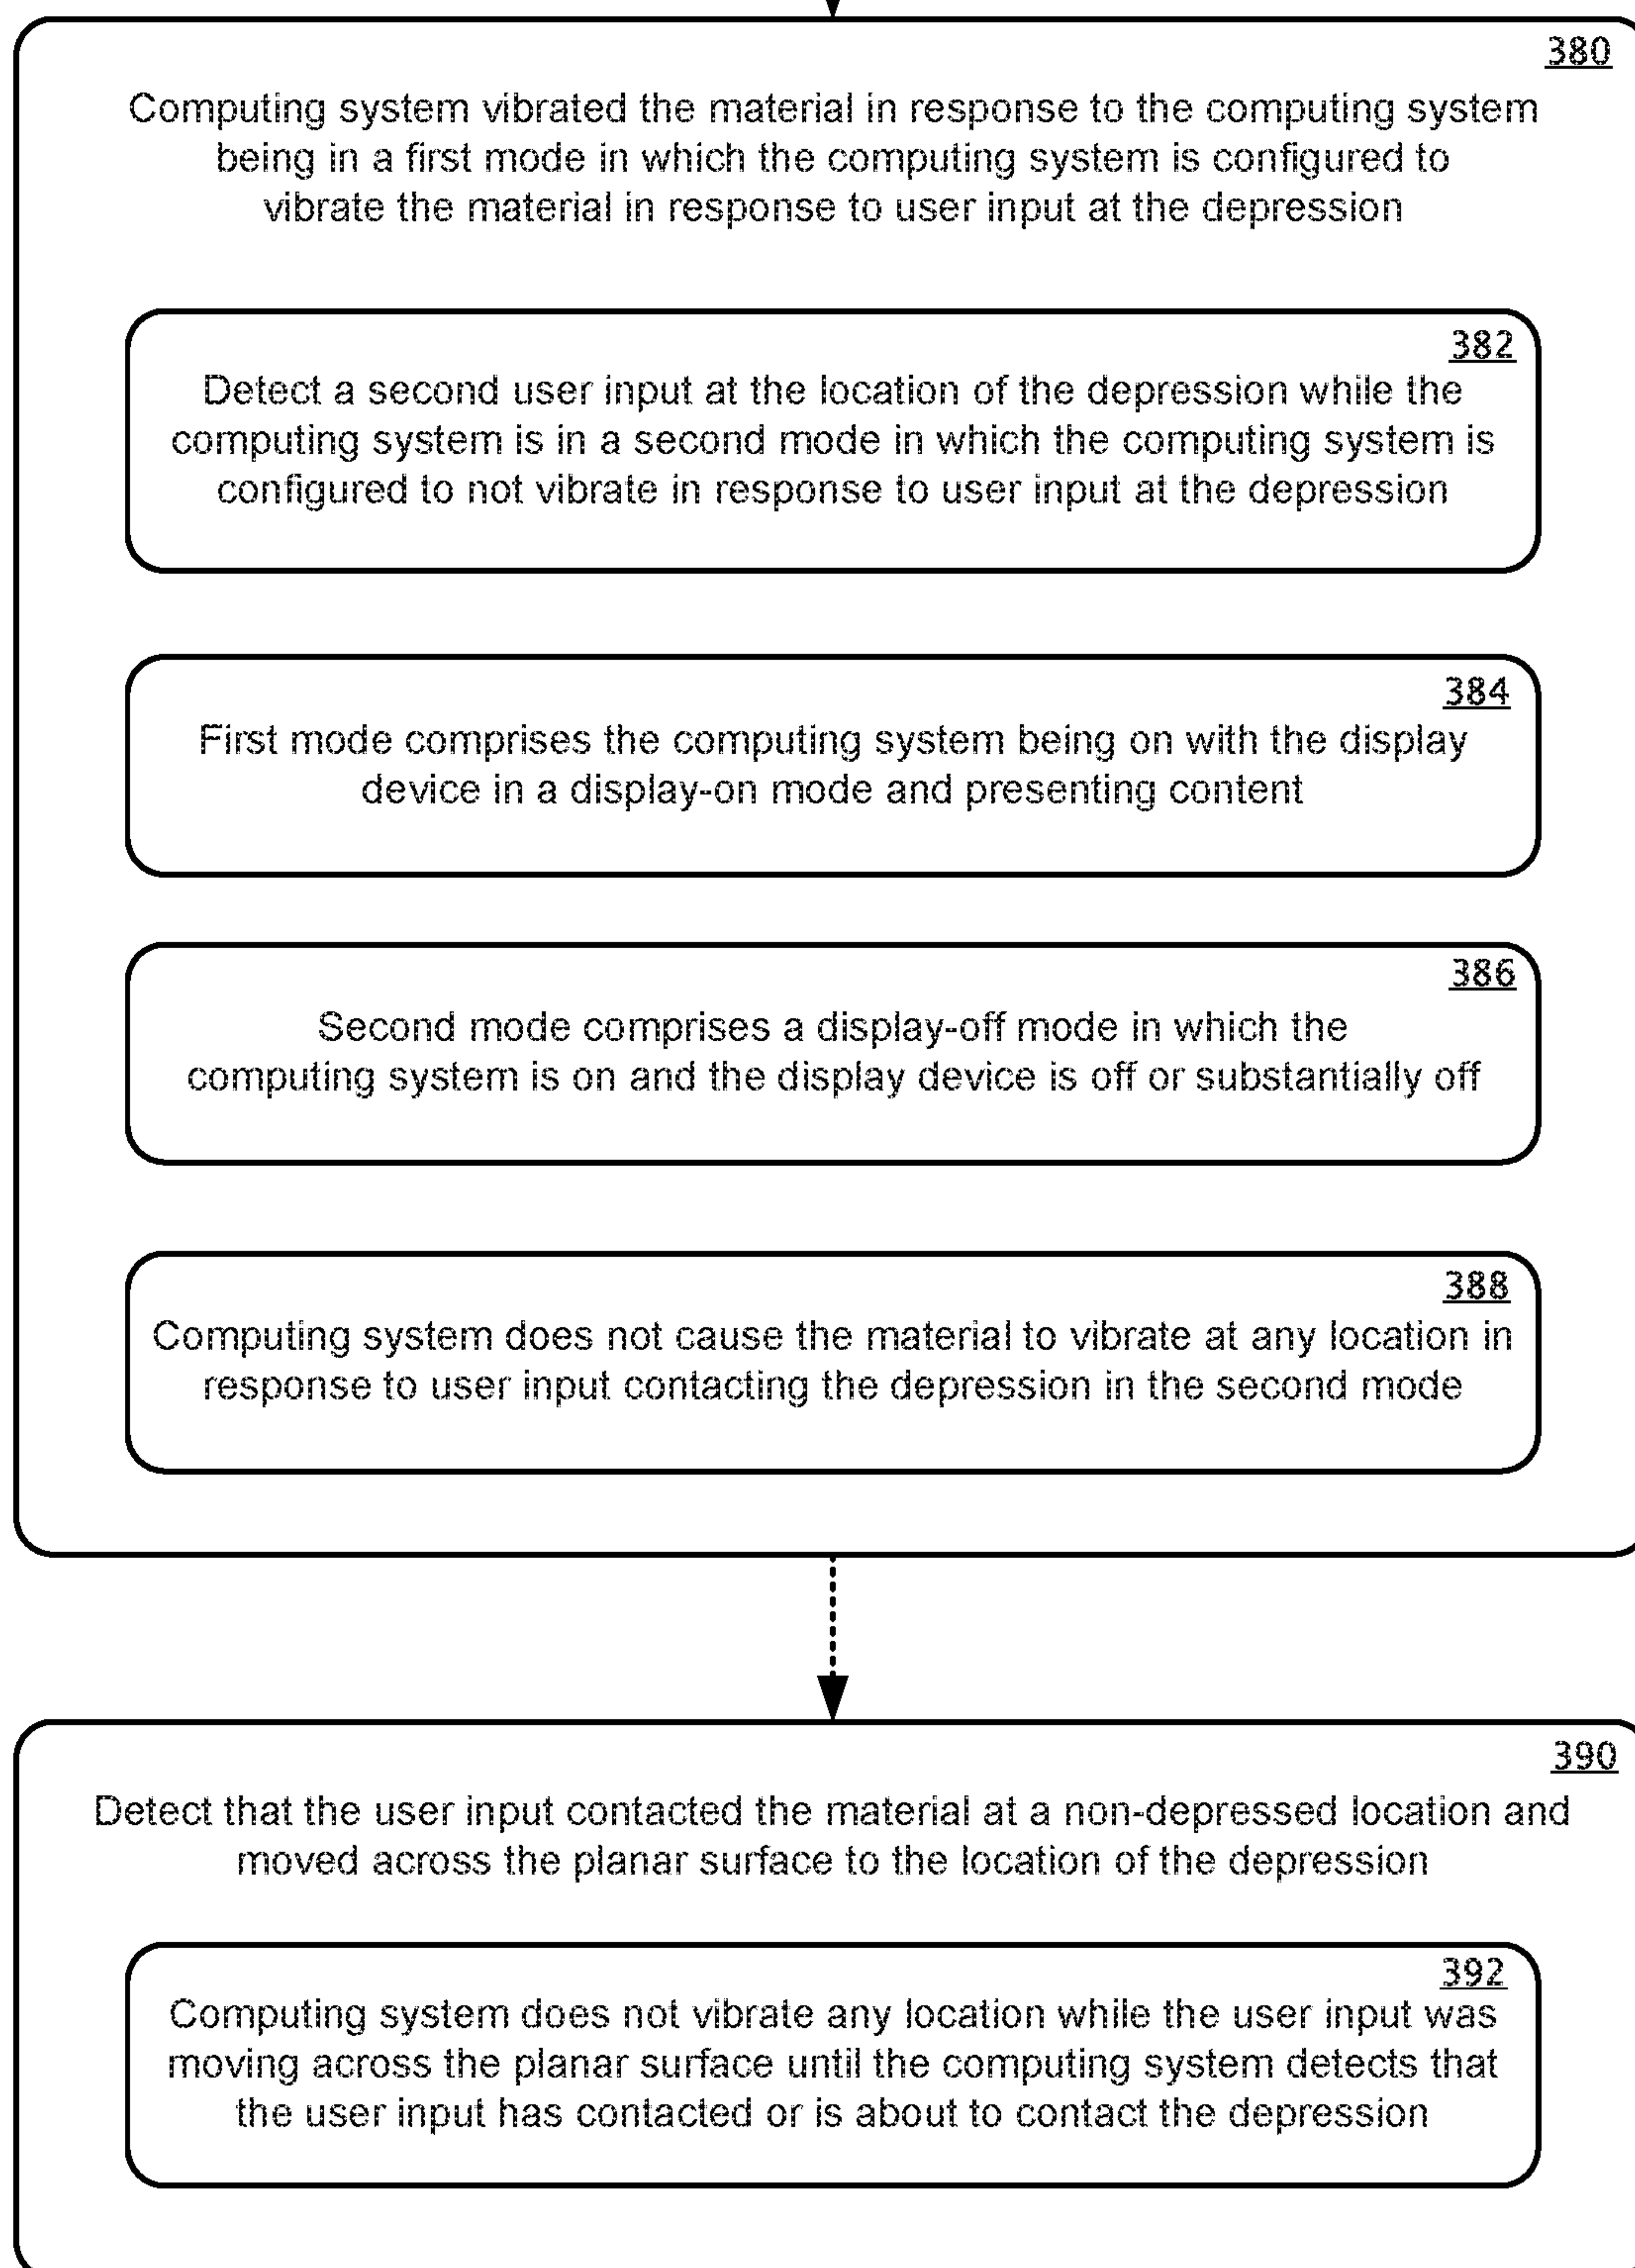 380
Computing system vibrated the material in response to the computing system
being in a first mode in which the computing system is configured to
vibrate the material in response to user input at the depression
382
Detect a second user input at the location of the depression while the
computing system is in a second mode in which the computing system is
configured to not vibrate in response to user input at the depression
384
First mode comprises the computing system being on with the display
device in a display-on mode and presenting content
386
Second mode comprises a display-off mode in which the
computing system is on and the display device is off or substantially off
388
Computing system does not cause the material to vibrate at any location in
response to user input contacting the depression in the second mode
390
Detect that the user input contacted the material at a non-depressed location and
moved across the planar surface to the location of the depression
392
Computing system does not vibrate any location while the user input was
moving across the planar surface until the computing system detects that
the user input has contacted or is about to contact the depression